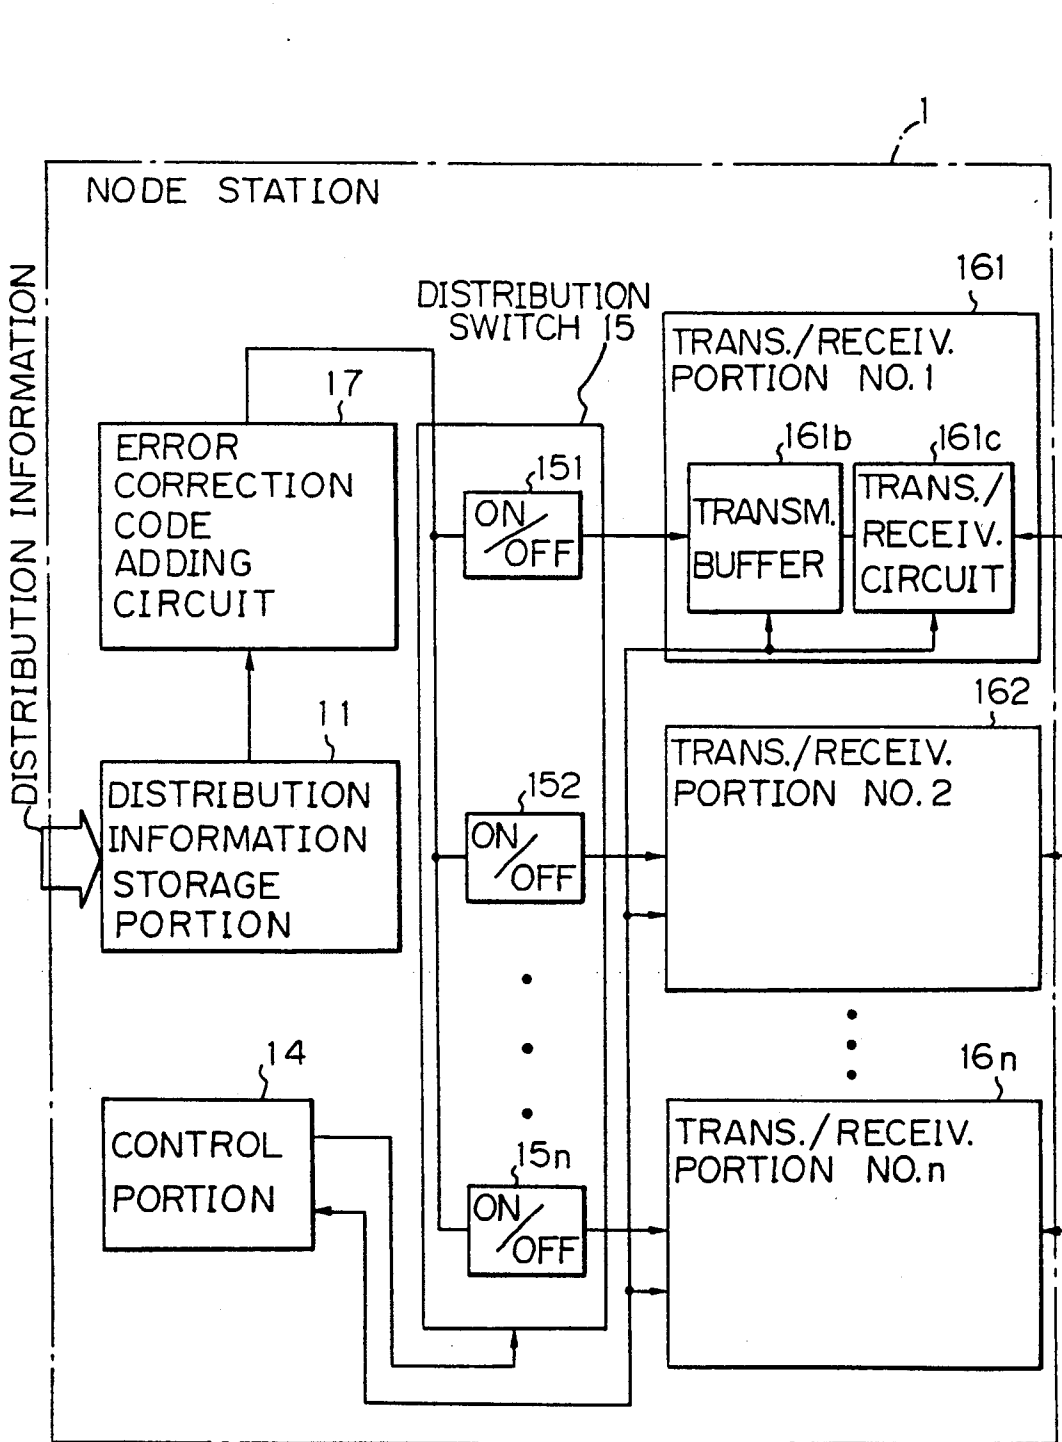 1
NODE STATION
DISTRIBUTION INFORMATION
DISTRIBUTION
SWITCH 15
161
TRANS./RECEIV.
PORTION NO.1
17
ERROR
CORRECTION
CODE
ADDING
CIRCUIT
151
ON/OFF
161b
TRANSM.
BUFFER
161c
TRANS./
RECEIV.
CIRCUIT
11
DISTRIBUTION
INFORMATION
STORAGE
PORTION
152
ON/OFF
162
TRANS./RECEIV.
PORTION NO.2
14
CONTROL
PORTION
15n
ON/OFF
16n
TRANS./RECEIV.
PORTION NO.n